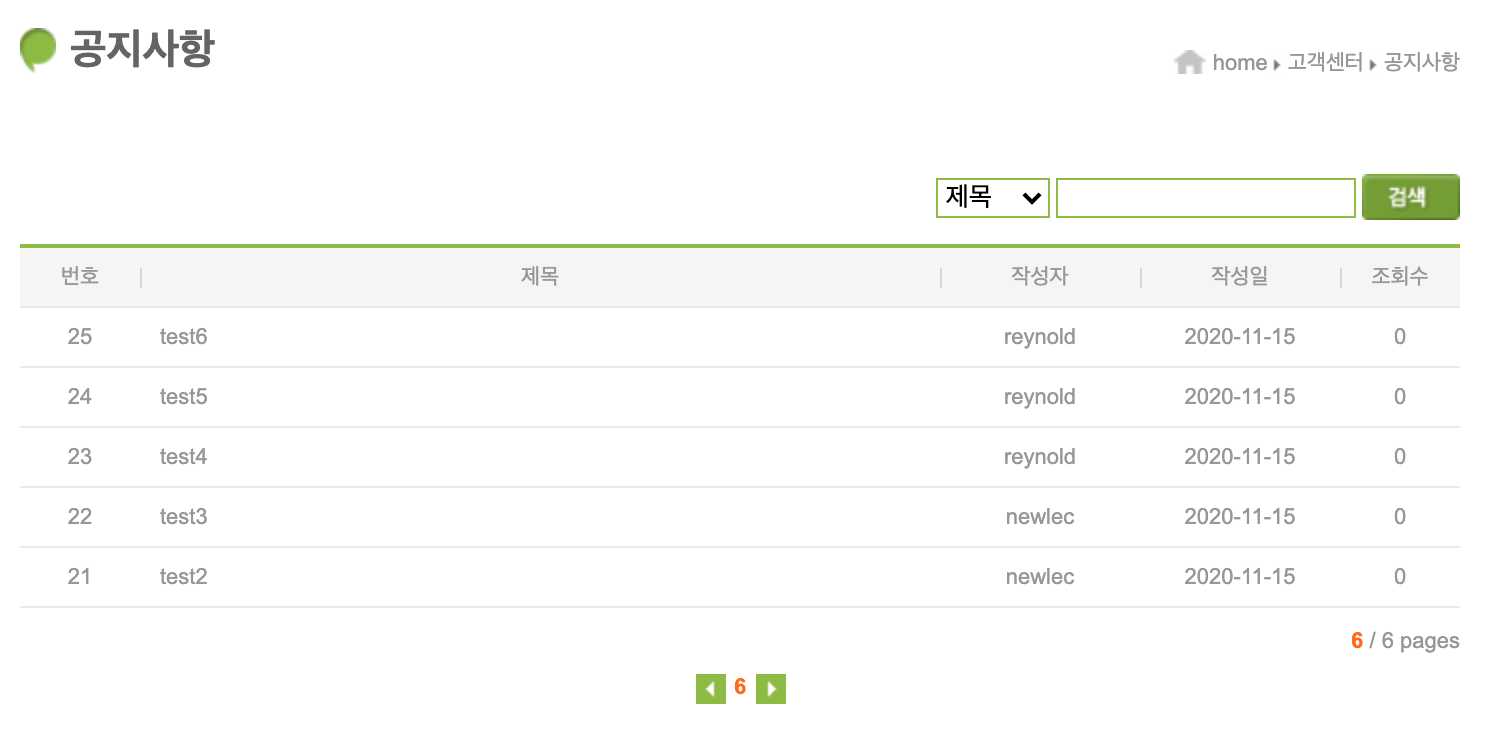 공지사항
home 고객센터 공지사항
제목 검색
번호 제목 작성자 작성일 조회수
25 test6 reynold 2020-11-15 0
24 test5 reynold 2020-11-15 0
23 test4 reynold 2020-11-15 0
22 test3 newlec 2020-11-15 0
21 test2 newlec 2020-11-15 0
6 / 6 pages
6